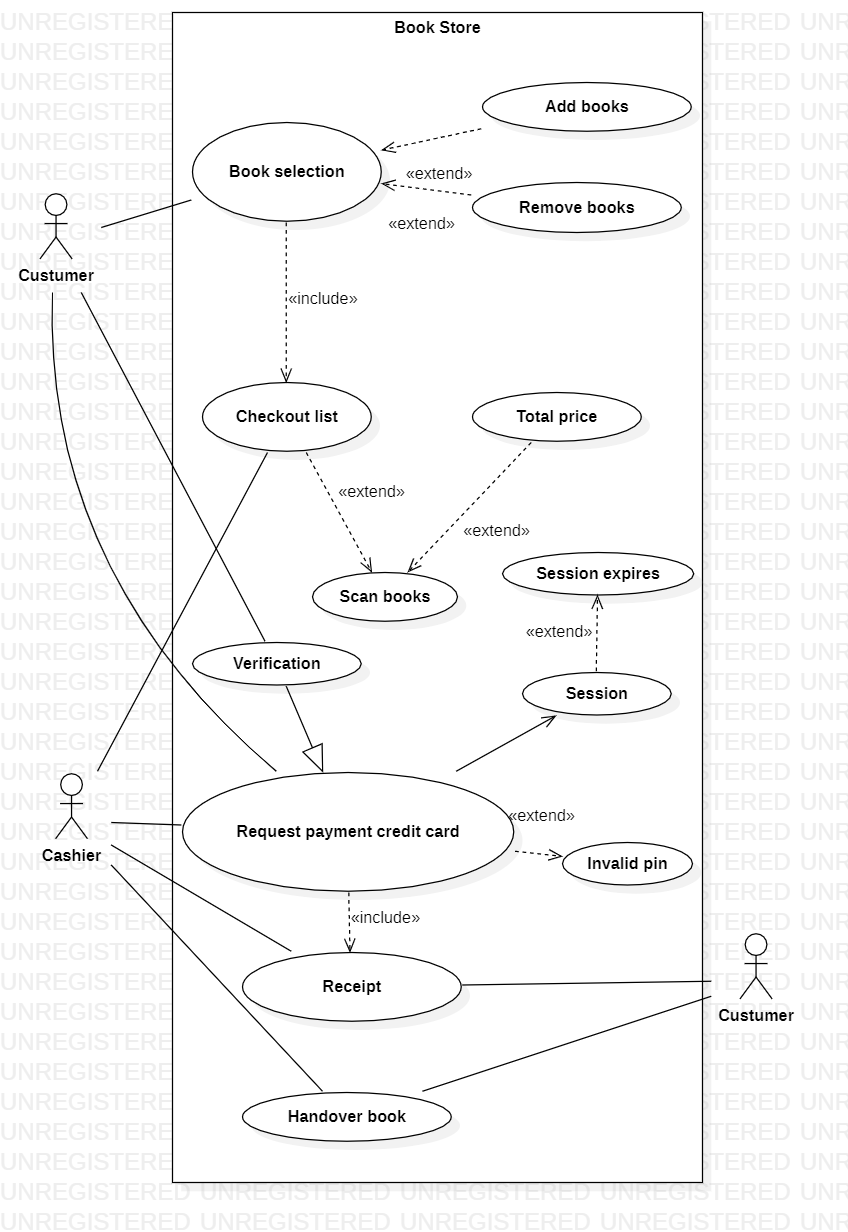 Book Store
Add books
Book selection
«extend»
Remove books
«extend»
Custumer
«include»
Checkout list
Total price
«extend»
«extend»
Session expires
Scan books
«extend»
Verification
Session
«extend»
Request payment credit card
Cashier
Invalid pin
«include»
Receipt
Custumer
Handover book
UNREGISTERED UNREGISTERED UNREGISTERED UNREGISTERED UNR